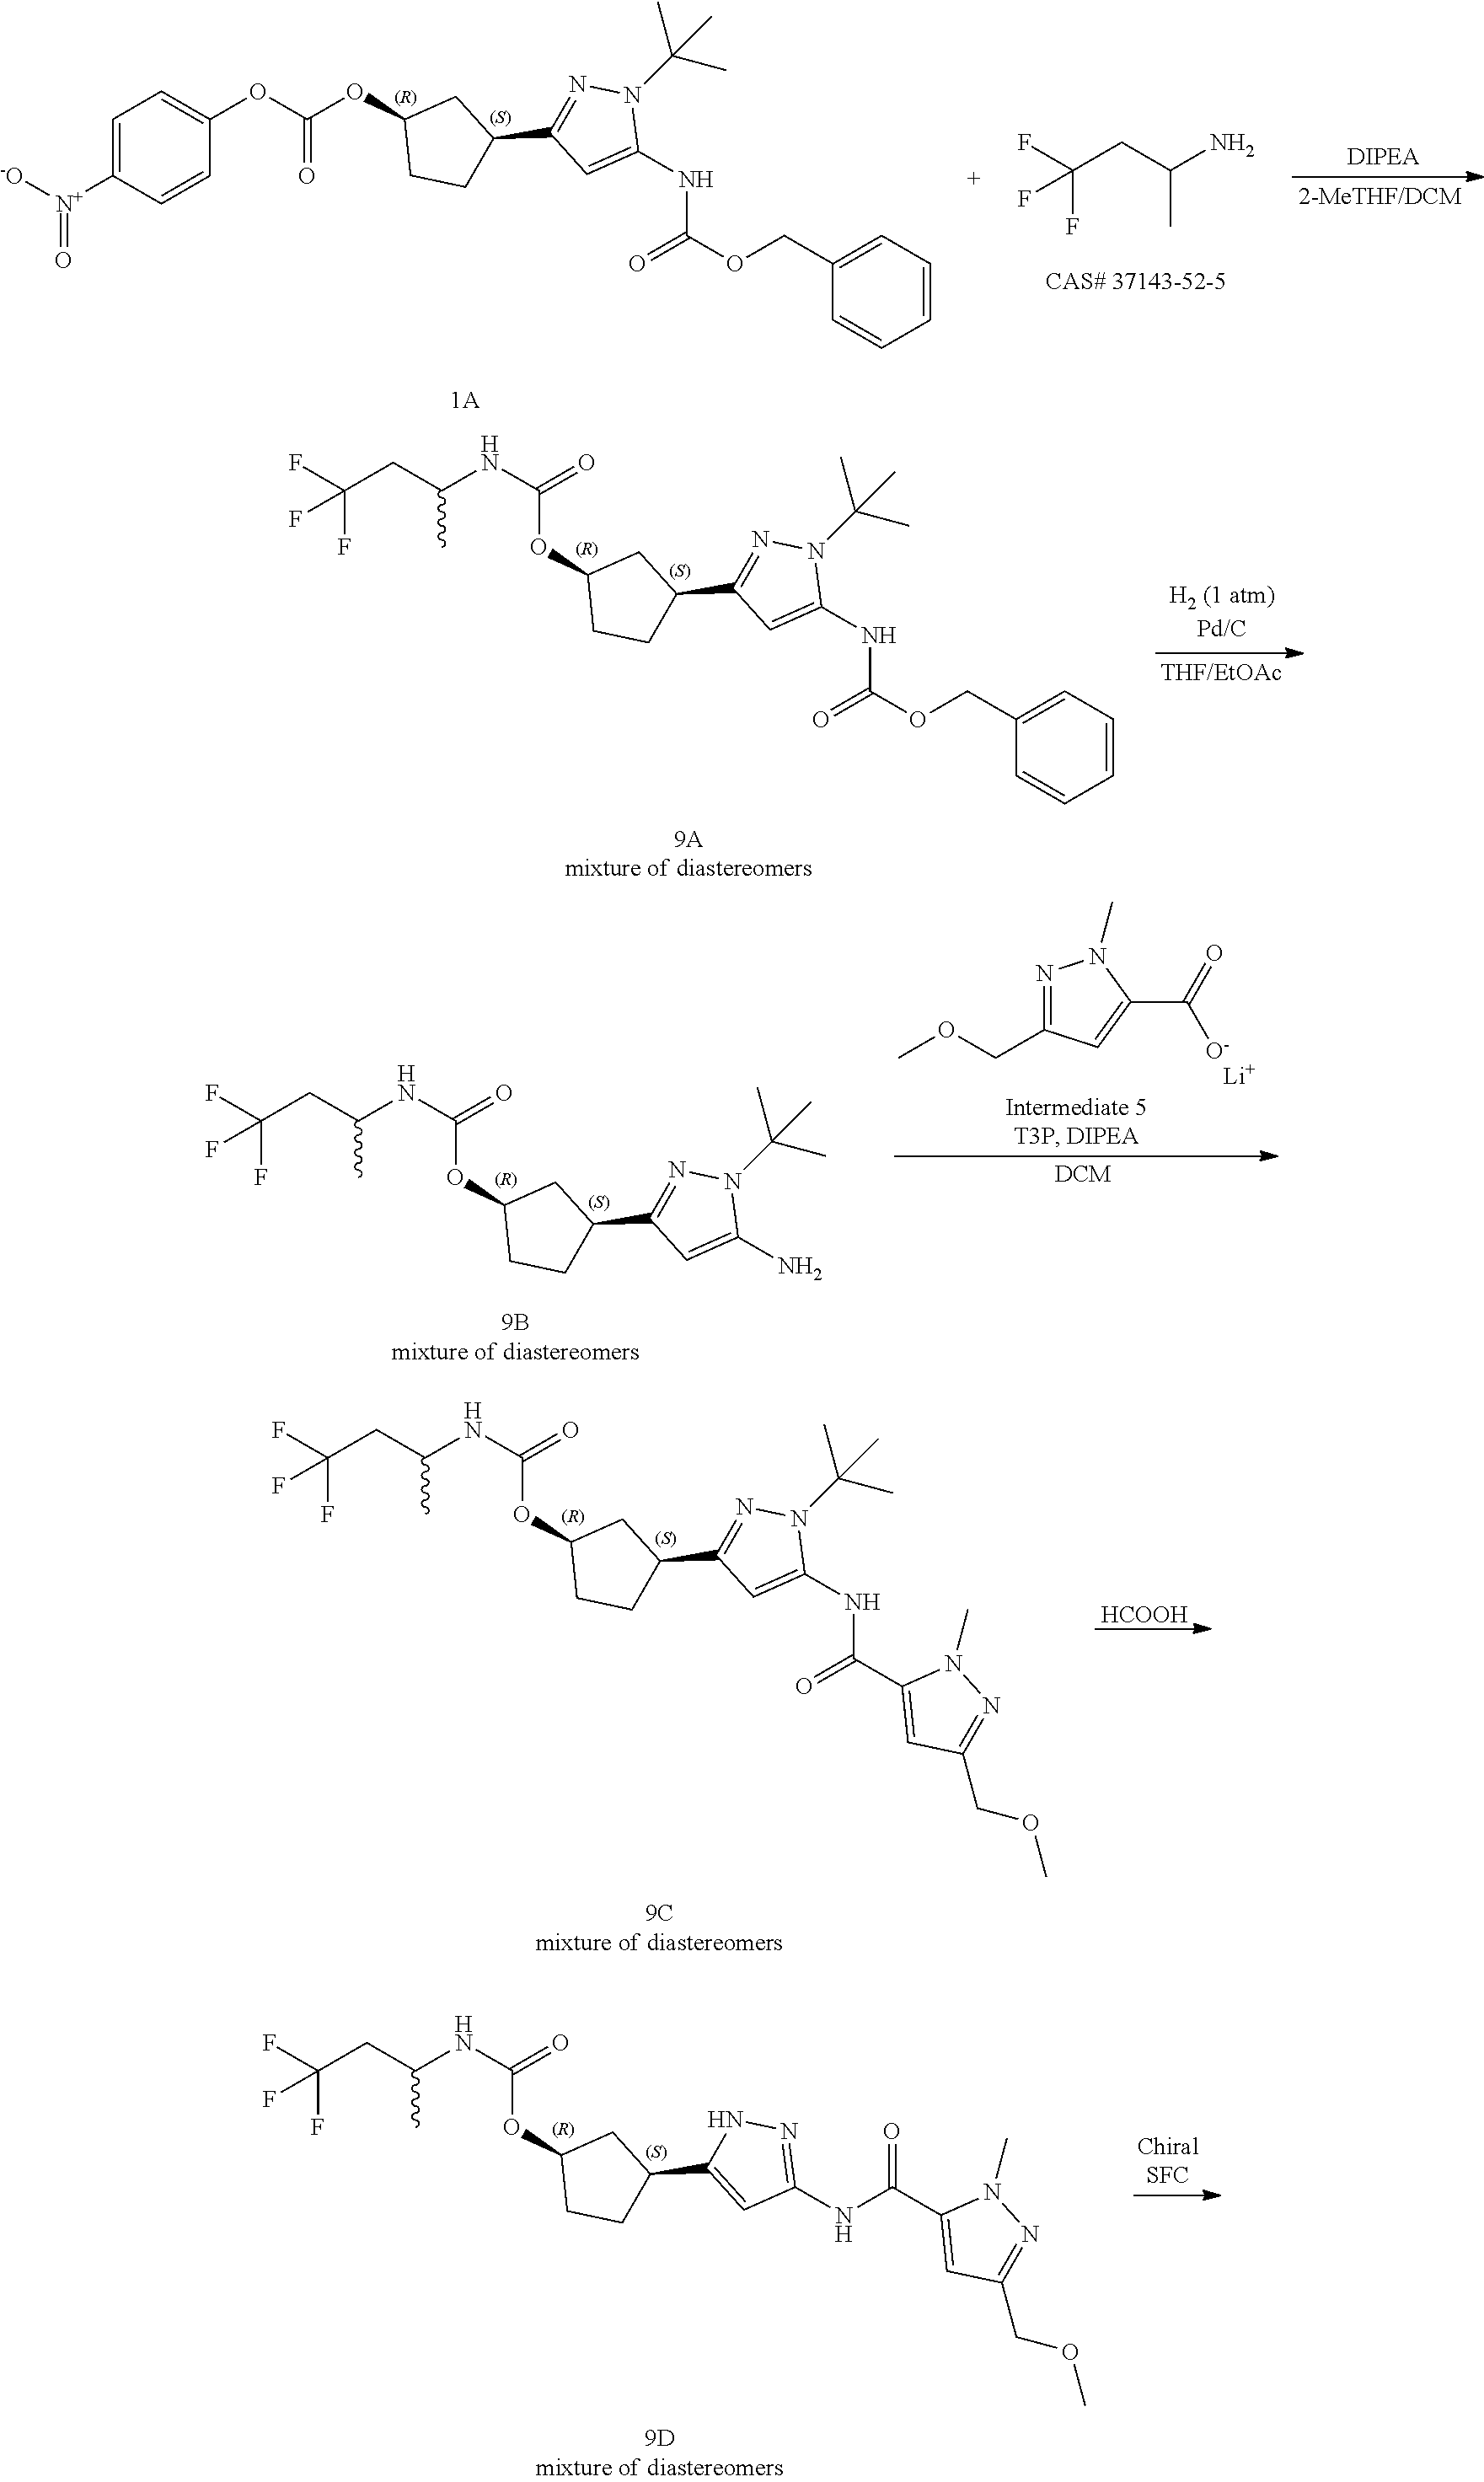 O
O
(R)
(S)
N
N
-O
N+
O
O
NH
O
O
+
F
F
F
NH2
CAS# 37143-52-5
DIPEA
2-MeTHF/DCM
1A
F
F
F
H
N
O
O
(R)
(S)
N
N
NH
O
O
H2 (1 atm)
Pd/C
THF/EtOAc
9A
mixture of diastereomers
N
N
O
O
O-
Li+
Intermediate 5
T3P, DIPEA
DCM
F
F
F
H
N
O
O
(R)
(S)
N
N
NH2
9B
mixture of diastereomers
F
F
F
H
N
O
O
(R)
(S)
N
N
NH
O
N
N
O
HCOOH
9C
mixture of diastereomers
F
F
F
H
N
O
O
(R)
(S)
HN
N
N
H
O
N
N
O
Chiral
SFC
9D
mixture of diastereomers